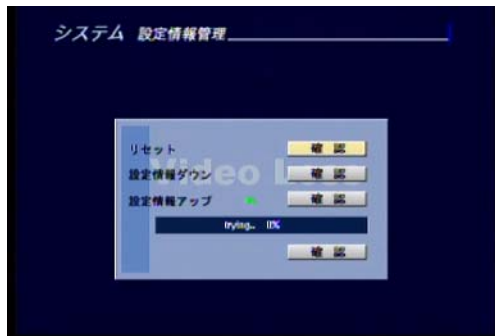 システム 設定情報管理
リセット 確 認
設定情報ダウン 確 認
設定情報アップ 確 認
trying..
確 認